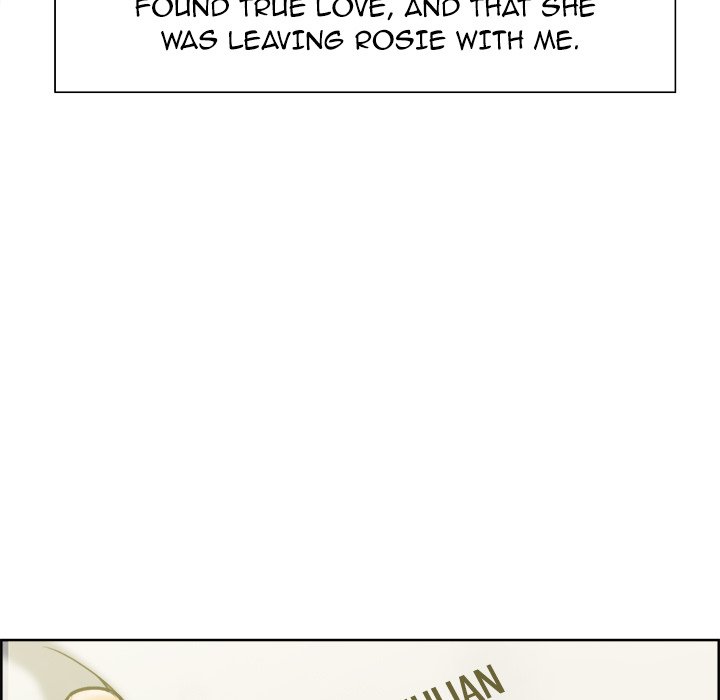 FOUND TRUE LOVE, AND THAT SHE
WAS LEAVING ROSIE WITH ME.